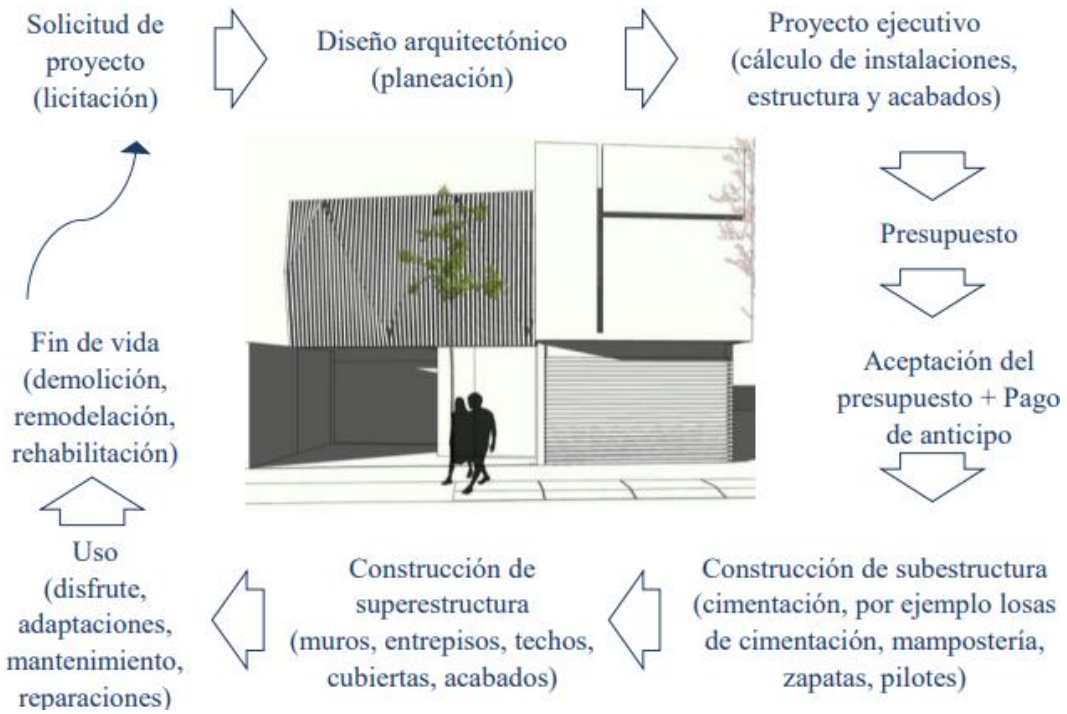 Solicitud de
proyecto
(licitación)
Diseño arquitectónico
(planeación)
Proyecto ejecutivo
(cálculo de instalaciones,
estructura y acabados)
Presupuesto
Aceptación del
presupuesto + Pago
de anticipo
Construcción de subestructura
(cimentación, por ejemplo losas
de cimentación, mampostería,
zapatas, pilotes)
Construcción de
superestructura
(muros, entrepisos, techos,
cubiertas, acabados)
Uso
(disfrute,
adaptaciones,
mantenimiento,
reparaciones)
Fin de vida
(demolición,
remodelación,
rehabilitación)